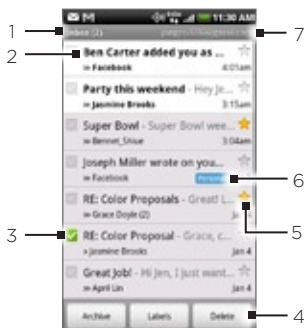 11:30 AM
Inbox (2)
Ben Carter added you as ...
» Facebook 4:01am
Party this weekend - Hey Je...
» Jasmine Brooks 3:15am
Super Bowl - Super Bowl wee...
» Bennet_Shiue 3:04am
Joseph Miller wrote on you...
» Facebook
RE: Color Proposals - Great! L
» Grace Doyle (2)
RE: Color Proposal - Grace, c...
» Jasmine Brooks Jan 4
Great Job! - Hi Jen, I just want...
» April Lin Jan 4
Archive Labels Delete
1
2
3
4
5
6
7